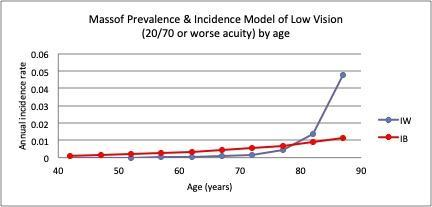 Massof Prevalence & Incidence Model of Low Vision
(20/70 or worse acuity) by age
Annual incidence rate
0.06
0.05
0.04
0.03
0.02
0.01
0
40 50 60 70 80 90
Age (years)
IW
IB